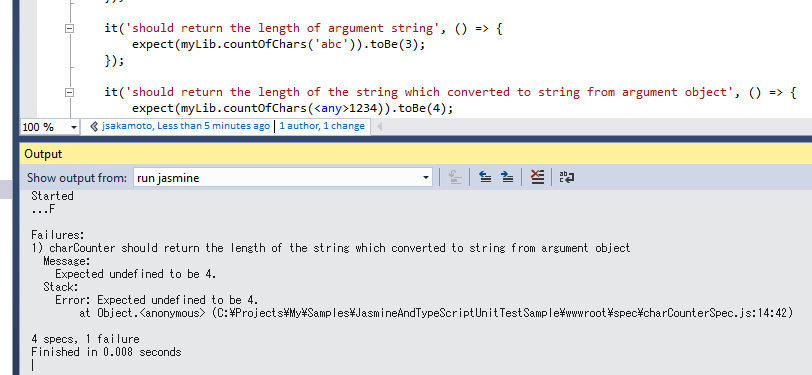 it('should return the length of argument string', () => {
expect(myLib.countOfChars('abc')).toBe(3);
});
it('should return the length of the string which converted to string from argument object', () => {
expect(myLib.countOfChars(<any>1234)).toBe(4);
100 %
jsakamoto, Less than 5 minutes ago | 1 author, 1 change
Output
Show output from: run jasmine
Started
...F
Failures:
1) charCounter should return the length of the string which converted to string from argument object
Message:
Expected undefined to be 4.
Stack:
Error: Expected undefined to be 4.
at Object.<anonymous> (C:¥Projects¥My¥Samples¥JasmineAndTypeScriptUnitTestSample¥wwwroot¥spec¥charCounterSpec.js:14:42)
4 specs, 1 failure
Finished in 0.008 seconds